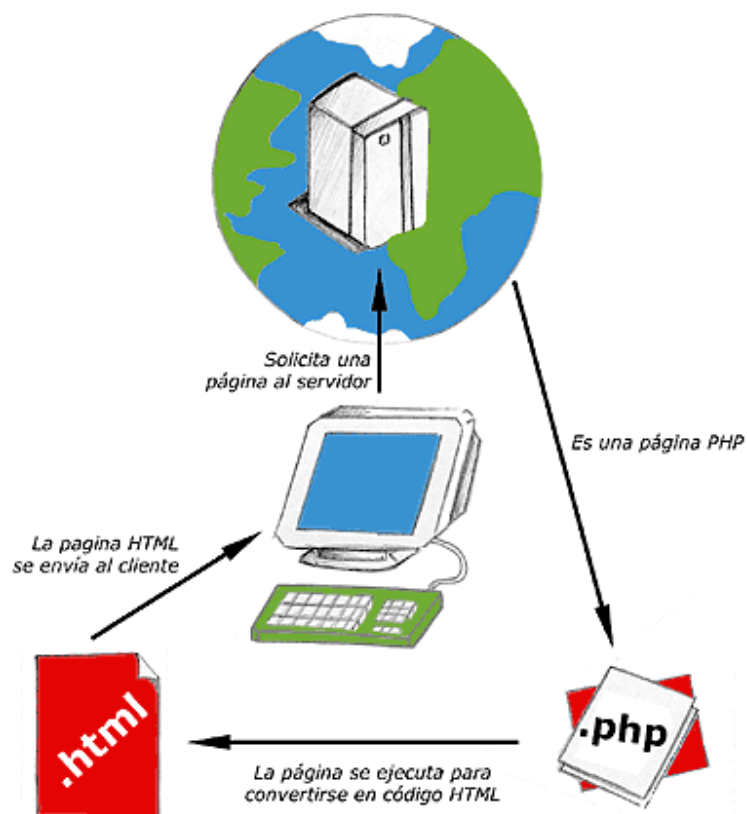 Solicita una
página al servidor
Es una página PHP
La pagina HTML
se envía al cliente
.html
.php
La página se ejecuta para
convertirse en código HTML